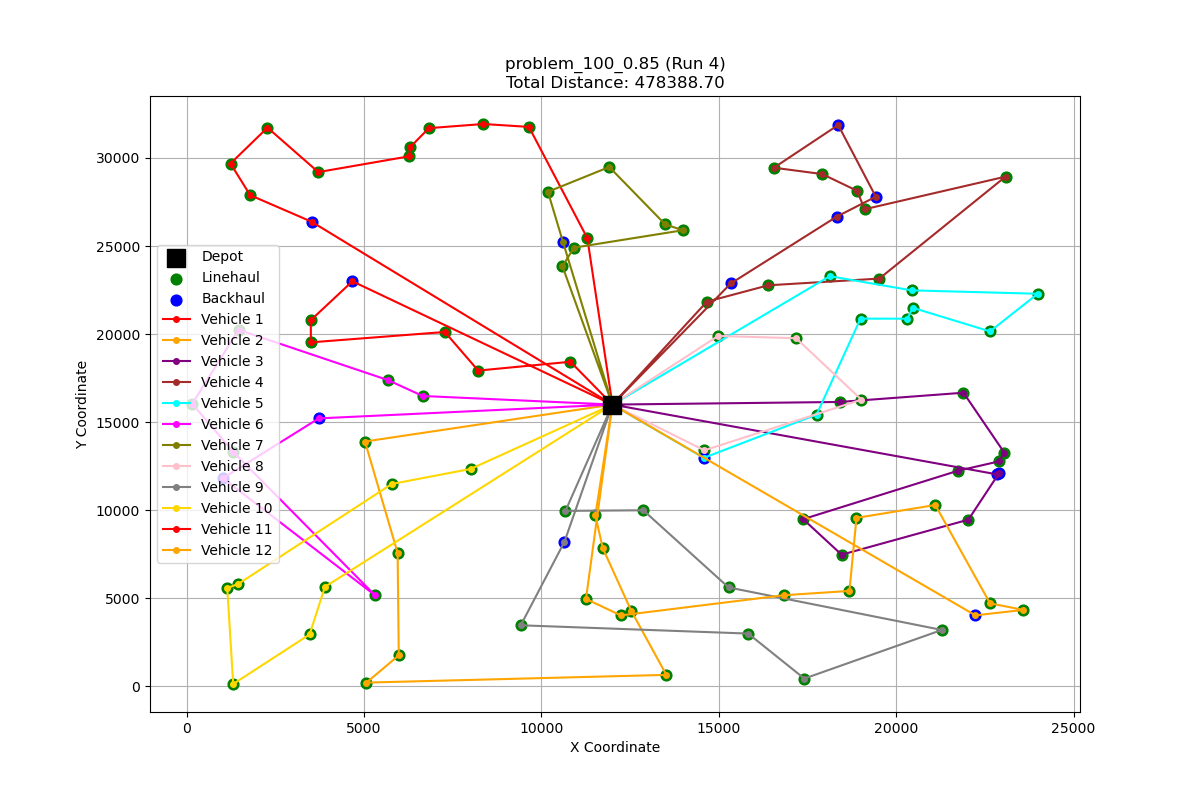 problem_100_0.85 (Run 4)
Total Distance: 478388.70
Y Coordinate
30000
25000
20000
15000
10000
5000
0
Depot
Linehaul
Backhaul
Vehicle 1
Vehicle 2
Vehicle 3
Vehicle 4
Vehicle 5
Vehicle 6
Vehicle 7
Vehicle 8
Vehicle 9
Vehicle 10
Vehicle 11
Vehicle 12
0 5000 10000 15000 20000 25000
X Coordinate